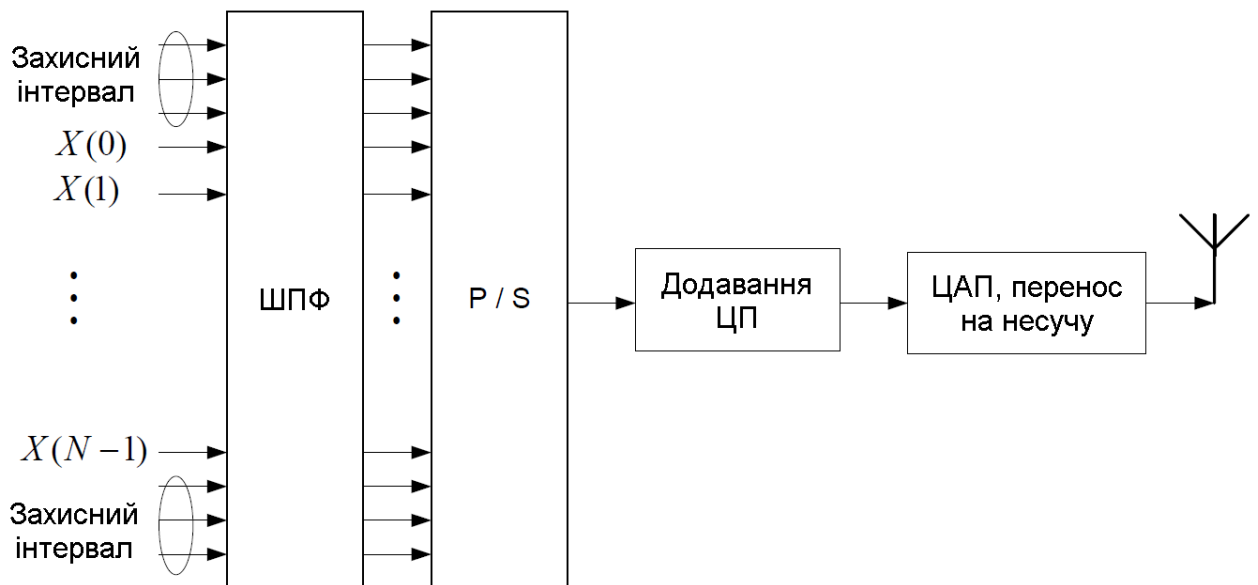 Захисний
інтервал
X(0)
X(1)
X(N−1)
Захисний
інтервал
ШПФ
P / S
Додавання
ЦП
ЦАП, перенос
на несучу